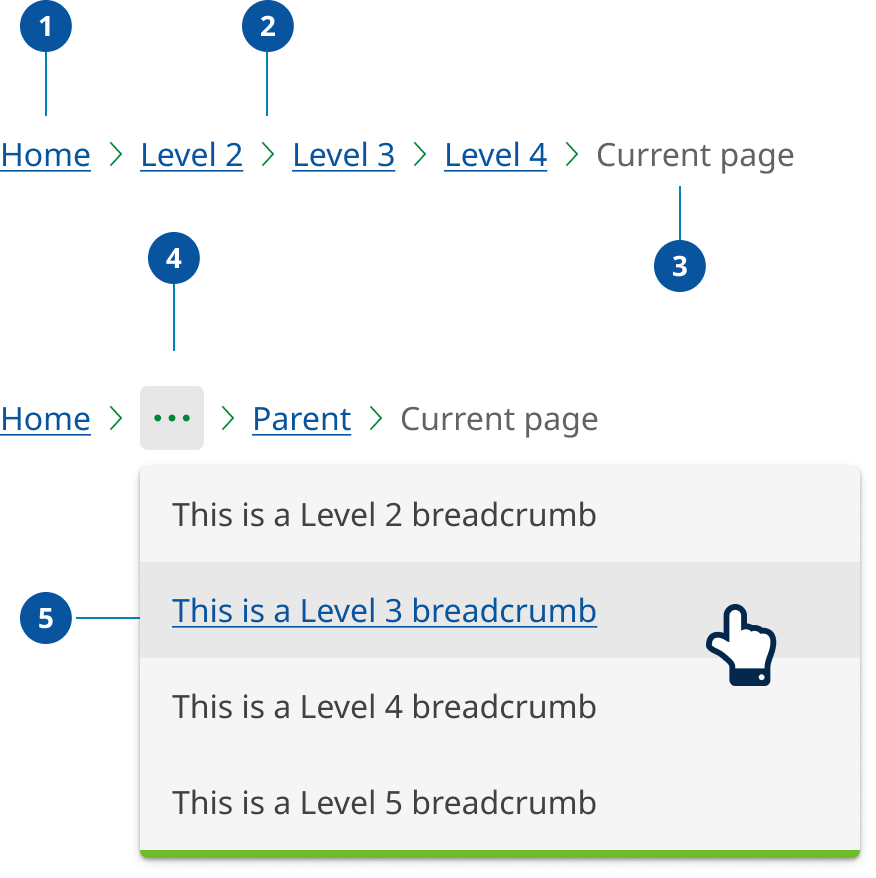 1 2
Home > Level 2 > Level 3 > Level 4 > Current page
4
3
Home > ... > Parent > Current page
This is a Level 2 breadcrumb
5 This is a Level 3 breadcrumb
This is a Level 4 breadcrumb
This is a Level 5 breadcrumb